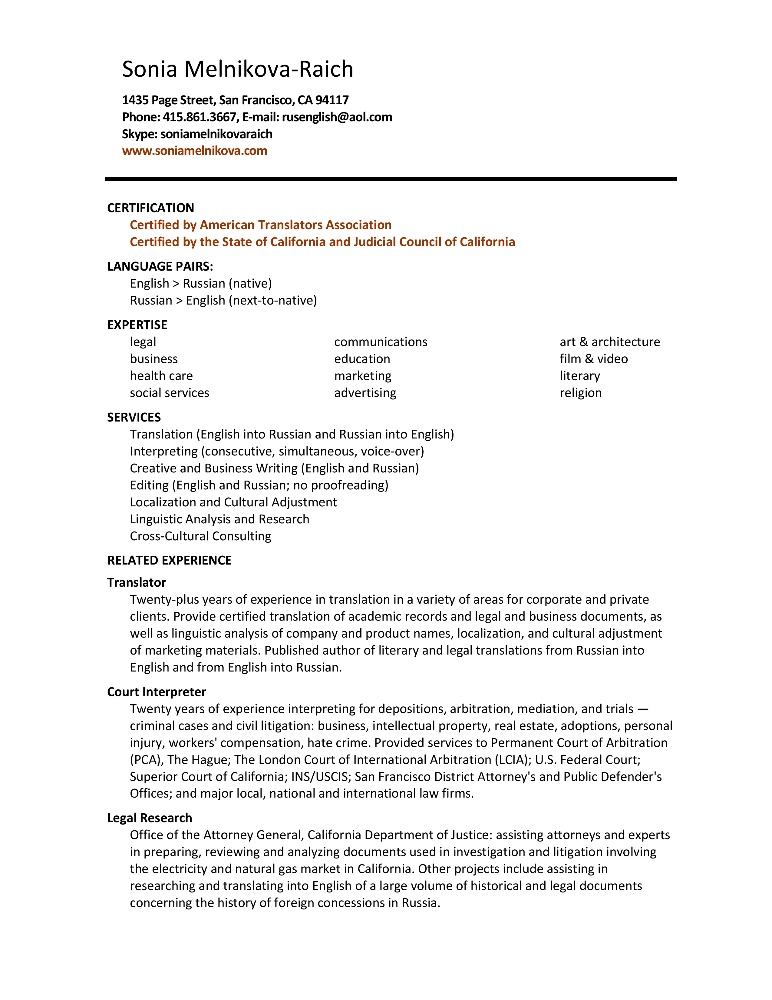 Sonia Melnikova-Raich
1435 Page Street, San Francisco, CA 94117
Phone: 415.861.3667, E-mail: rusenglish@aol.com
Skype: soniamelnikovaraich
www.soniamelnikova.com
CERTIFICATION
Certified by American Translators Association
Certified by the State of California and Judicial Council of California
LANGUAGE PAIRS:
English > Russian (native)
Russian > English (next-to-native)
EXPERTISE
legal communications art & architecture
business education film & video
health care marketing literary
social services advertising religion
SERVICES
Translation (English into Russian and Russian into English)
Interpreting (consecutive, simultaneous, voice-over)
Creative and Business Writing (English and Russian)
Editing (English and Russian; no proofreading)
Localization and Cultural Adjustment
Linguistic Analysis and Research
Cross-Cultural Consulting
RELATED EXPERIENCE
Translator
Twenty-plus years of experience in translation in a variety of areas for corporate and private
clients. Provide certified translation of academic records and legal and business documents, as
well as linguistic analysis of company and product names, localization, and cultural adjustment
of marketing materials. Published author of literary and legal translations from Russian into
English and from English into Russian.
Court Interpreter
Twenty years of experience interpreting for depositions, arbitration, mediation, and trials —
criminal cases and civil litigation: business, intellectual property, real estate, adoptions, personal
injury, workers' compensation, hate crime. Provided services to Permanent Court of Arbitration
(PCA), The Hague; The London Court of International Arbitration (LCIA); U.S. Federal Court;
Superior Court of California; INS/USCIS; San Francisco District Attorney's and Public Defender's
Offices; and major local, national and international law firms.
Legal Research
Office of the Attorney General, California Department of Justice: assisting attorneys and experts
in preparing, reviewing and analyzing documents used in investigation and litigation involving
the electricity and natural gas market in California. Other projects include assisting in
researching and translating into English of a large volume of historical and legal documents
concerning the history of foreign concessions in Russia.